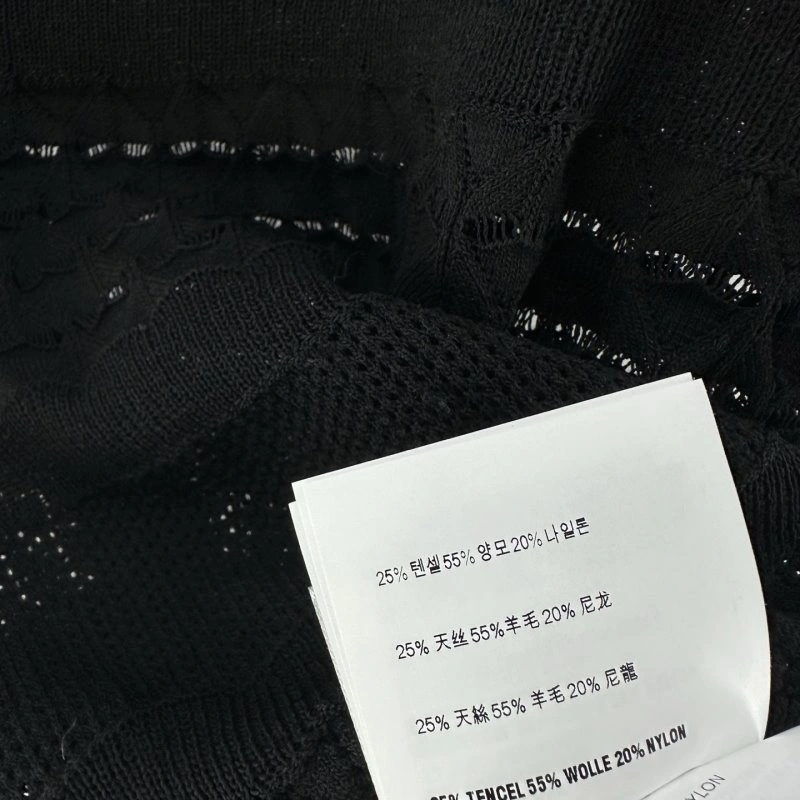 25% 텐셀 55% 양모 20% 나일론
25% 天丝 55% 羊毛 20% 尼龙
25% 天絲 55% 羊毛 20% 尼龍
25% TENCEL 55% WOLLE 20% NYLON